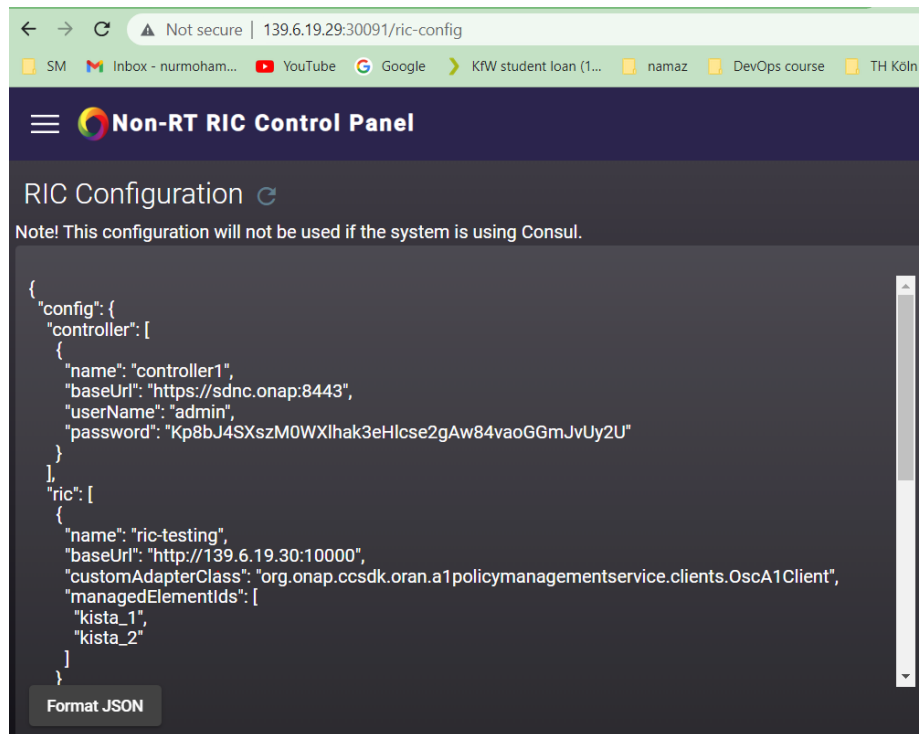 Not secure | 139.6.19.29:30091/ric-config
SM Inbox - nurmoham... YouTube Google KfW student loan (1... namaz DevOps course TH Köln
Non-RT RIC Control Panel
RIC Configuration
Note! This configuration will not be used if the system is using Consul.
{
"config": {
"controller": [
{
"name": "controller1",
"baseUrl": "https://sdnc.onap:8443",
"userName": "admin",
"password": "Kp8bJ4SXszM0WXlhak3eHlcse2gAw84vaoGGmJvUy2U"
}
],
"ric": [
{
"name": "ric-testing",
"baseUrl": "http://139.6.19.30:10000",
"customAdapterClass": "org.onap.ccsdk.oran.a1policymanagementservice.clients.OscA1Client",
"managedElementIds": [
"kista_1",
"kista_2"
]
}
Format JSON